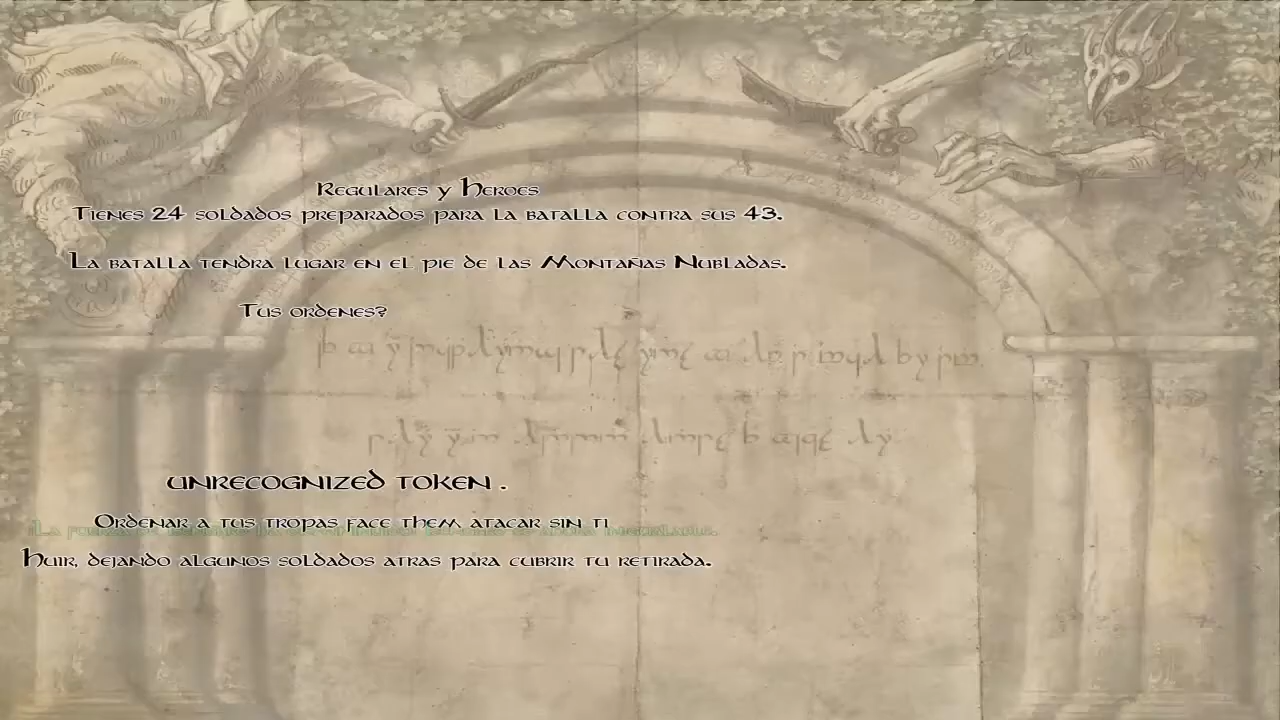 Regulares y Heroes
Tienes 24 soldados preparados para la batalla contra sus 43.
La batalla tendra lugar en el pie de las Montañas Nubladas.
Tus ordenes?
UNRECOGNIZED TOKEN .
Ordenar a tus tropas face them, atacar sin ti
Huir, dejando algunos soldados atras para cubrir tu retirada.